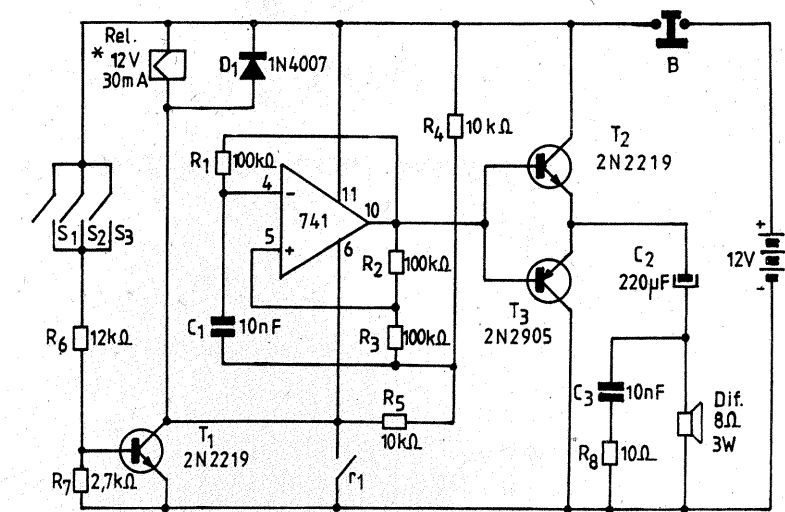 Rel.
* 12V
30mA
D1
1N4007
B
R4
10kΩ
T2
2N2219
R1
100kΩ
4
-
11
741
10
5
+
6
S1
S2
S3
R2
100kΩ
C2
220µF
12V
+
-
T3
2N2905
C1
10nF
R3
100kΩ
R6
12kΩ
R5
10kΩ
C3
10nF
Dif.
8Ω
3W
T1
2N2219
R8
10Ω
R7
2,7kΩ
r1